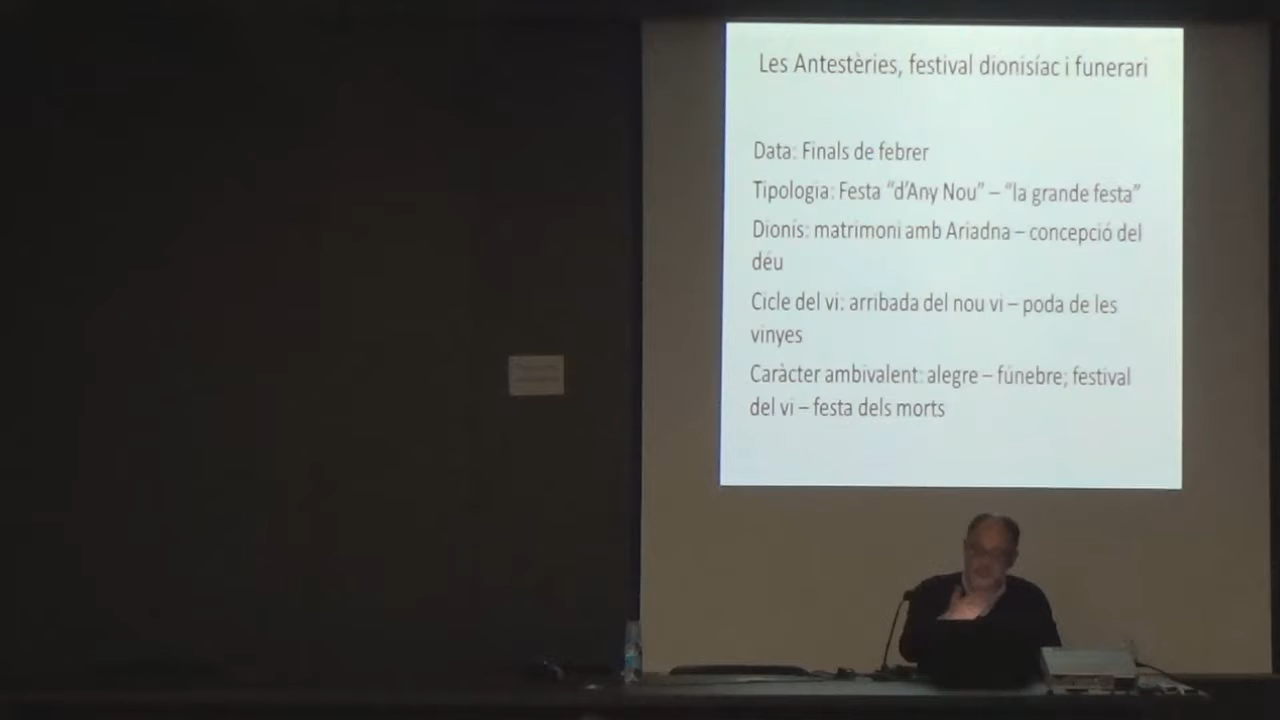 Les Antestèries, festival dionisíac i funerari
Data: Finals de febrer
Tipologia: Festa “d’Any Nou” – “la grande festa”
Dionís: matrimoni amb Ariadna – concepció del
déu
Cicle del vi: arribada del nou vi – poda de les
vinyes
Caràcter ambivalent: alegre – fúnebre; festival
del vi – festa dels morts